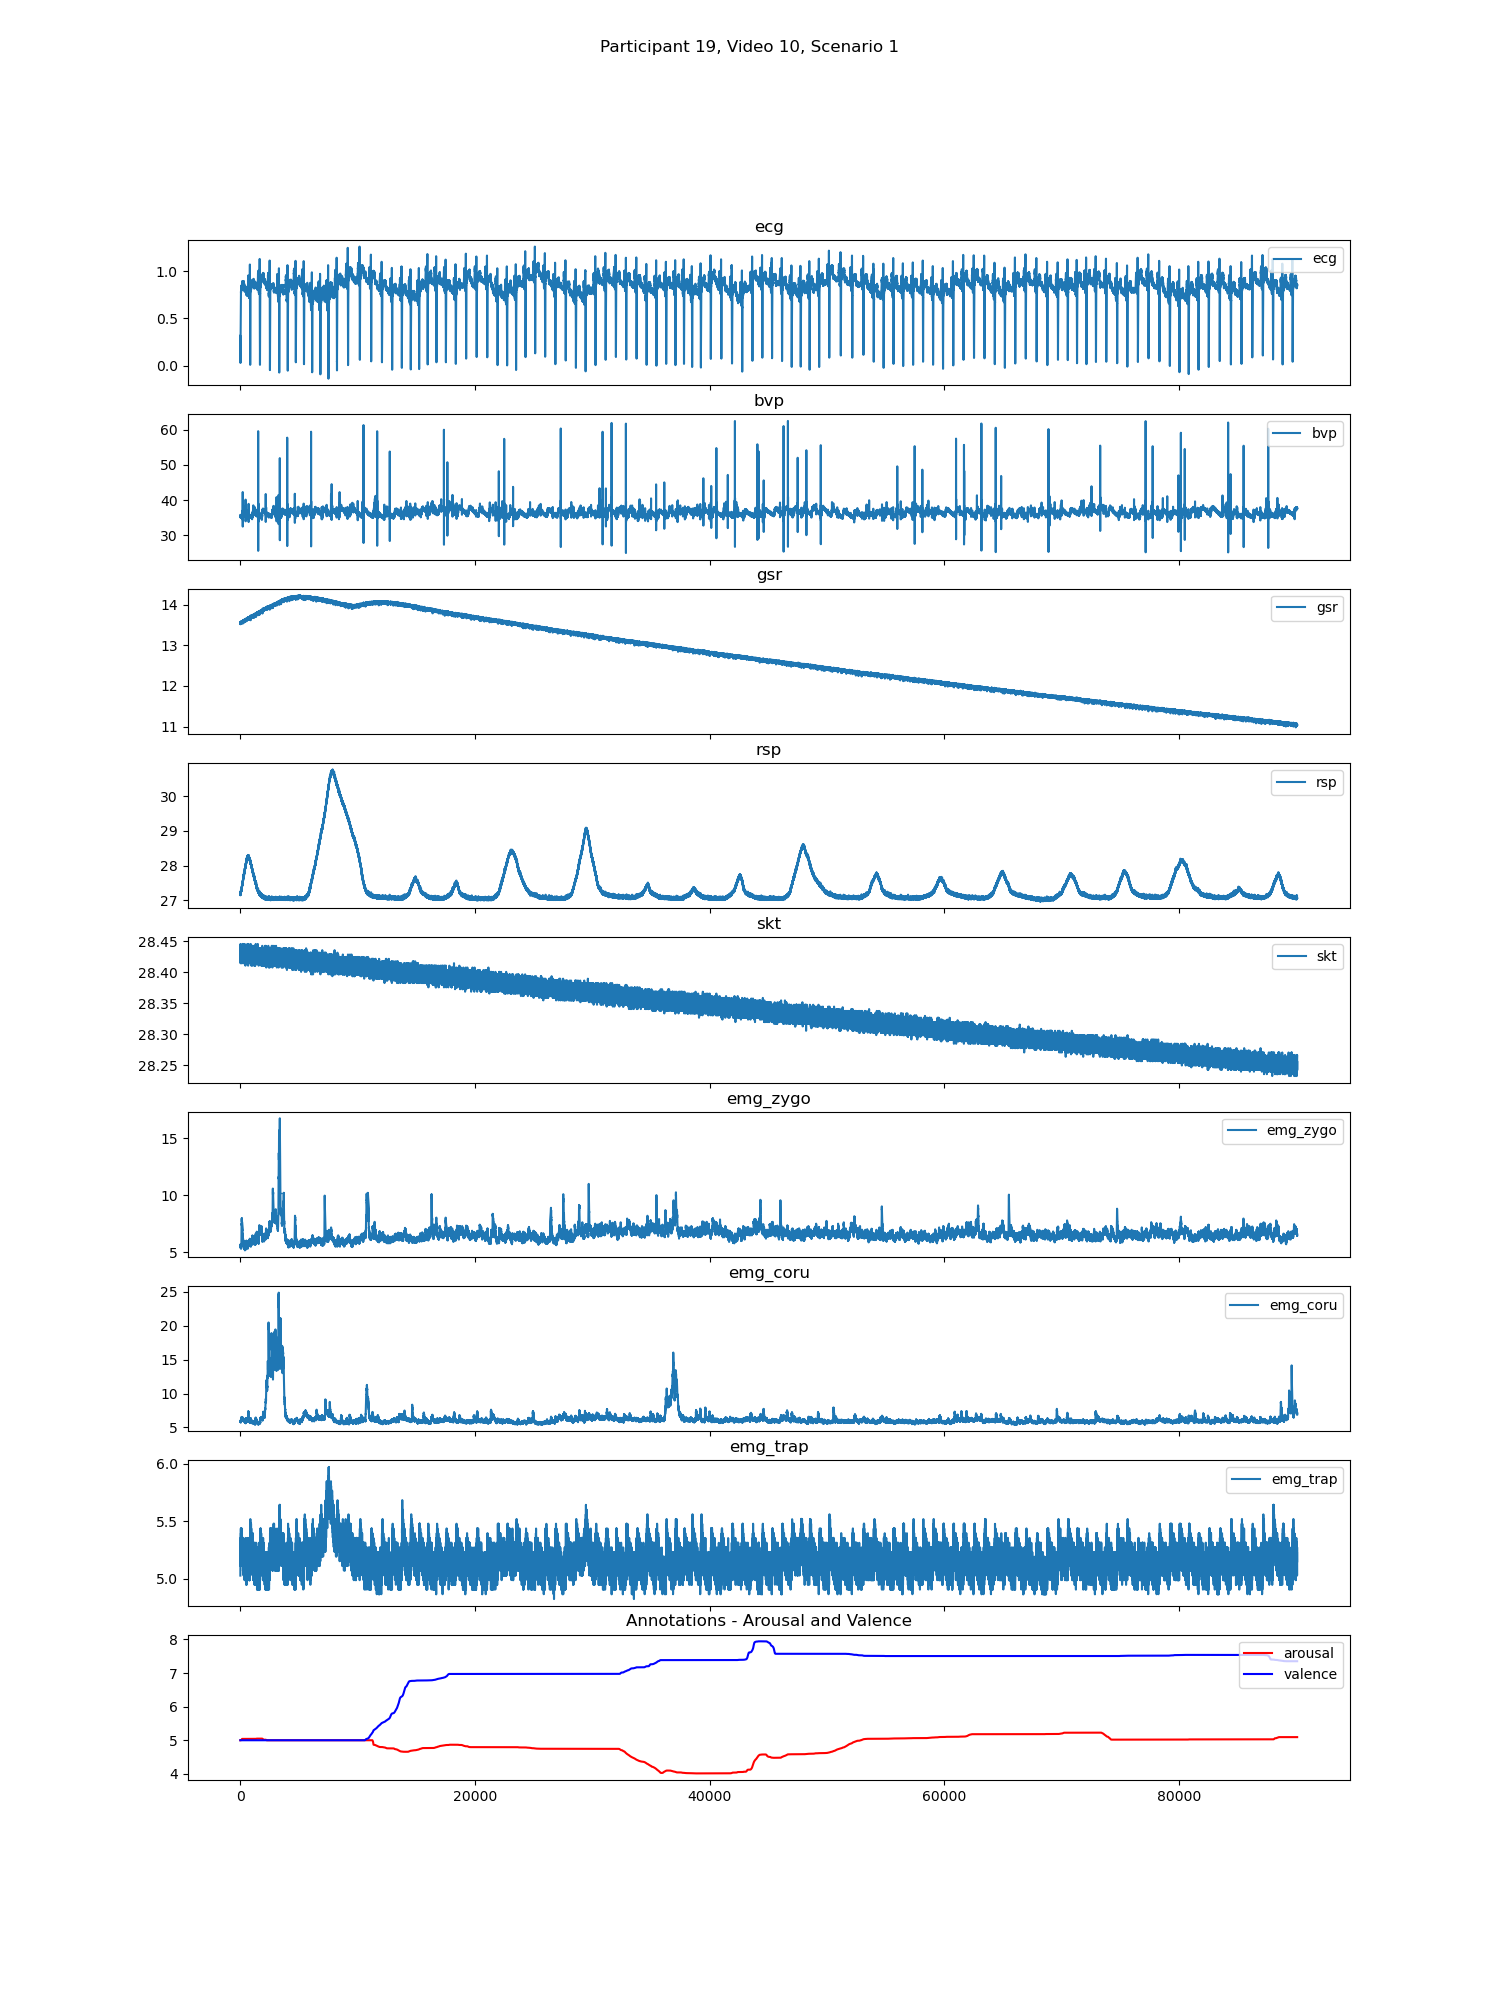 Participant 19, Video 10, Scenario 1
ecg
1.0
0.5
0.0
ecg
bvp
60
50
40
30
bvp
gsr
14
13
12
11
gsr
rsp
30
29
28
27
rsp
skt
28.45
28.40
28.35
28.30
28.25
skt
emg_zygo
15
10
5
emg_zygo
emg_coru
25
20
15
10
5
emg_coru
emg_trap
6.0
5.5
5.0
emg_trap
Annotations - Arousal and Valence
8
7
6
5
4
arousal
valence
0 20000 40000 60000 80000